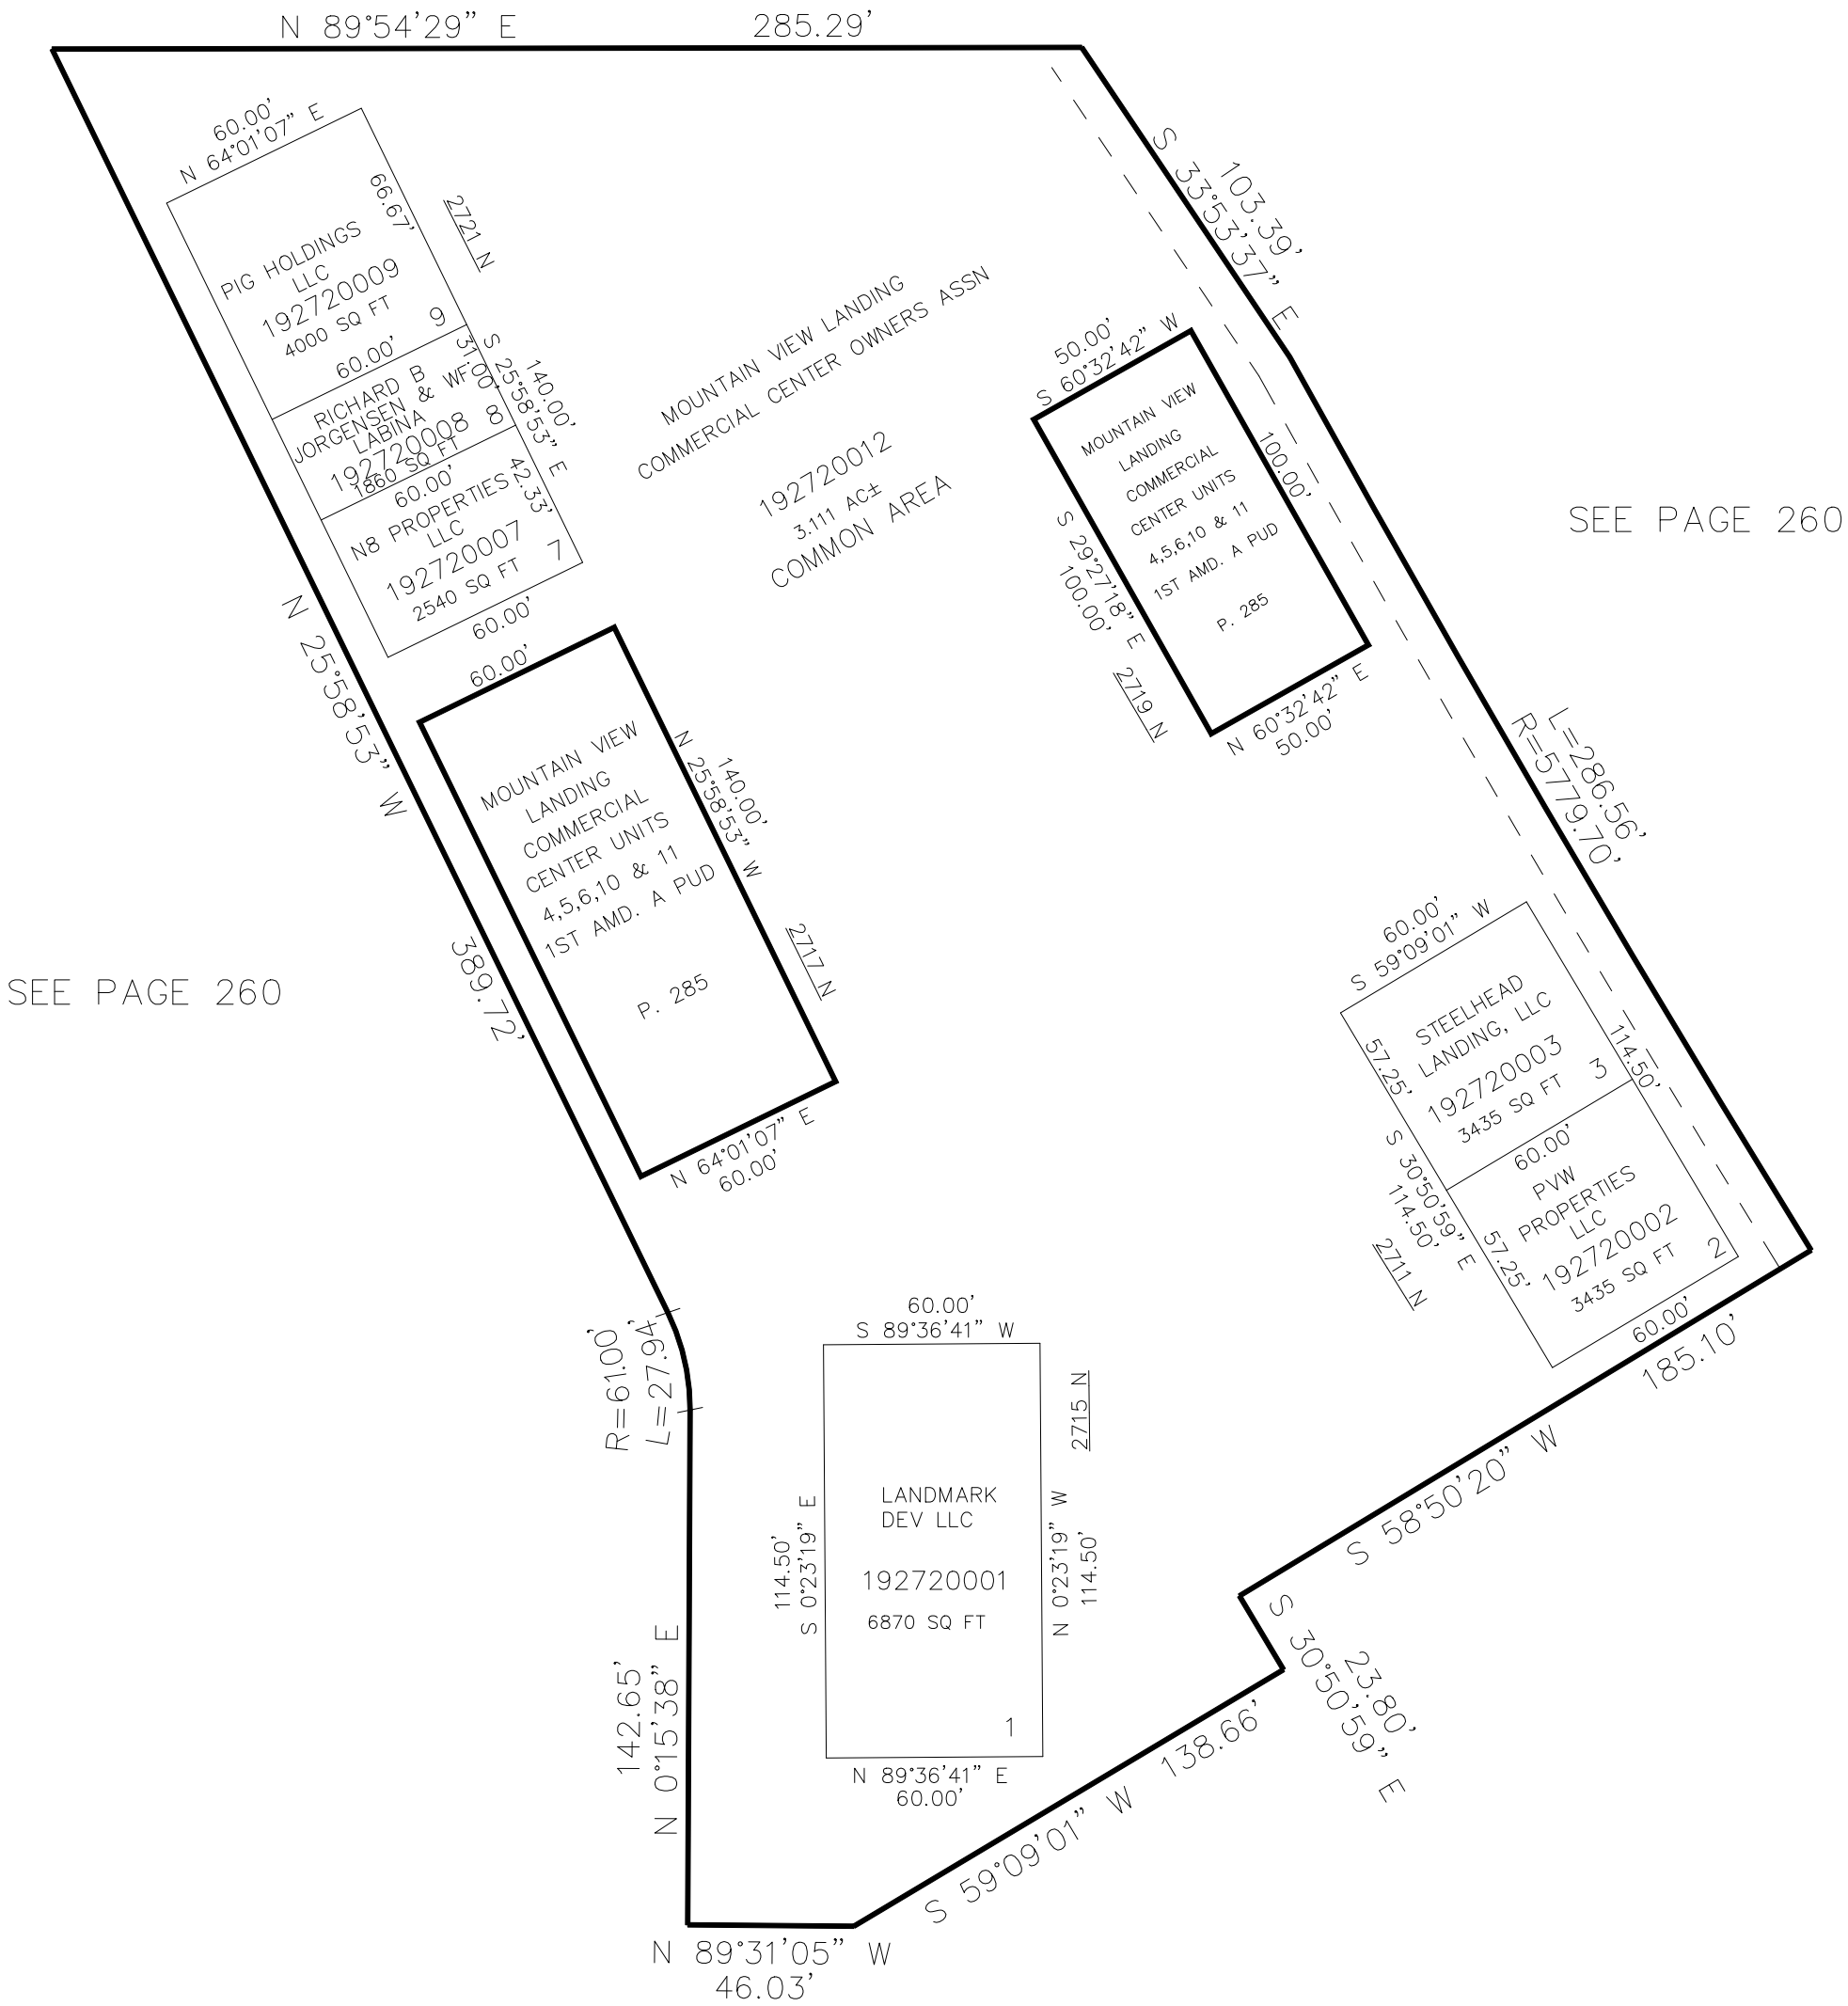 N 89°54'29" E 285.29'
S 33°53'37" E
103.39'
60.00'
N 64°01'07" E
66.67'
2721 N
PIG HOLDINGS
LLC
192720009
4000 SQ FT
9
60.00'
31.00'
S 25°58'53" E
140.00'
RICHARD B
JORGENSEN & WF
LABINA
192720008
8
1860 SQ FT
60.00'
42.33'
N8 PROPERTIES
LLC
192720007
2540 SQ FT
7
60.00'
MOUNTAIN VIEW LANDING
COMMERCIAL CENTER OWNERS ASSN
192720012
3.111 AC±
COMMON AREA
50.00'
S 60°32'42" W
MOUNTAIN VIEW
LANDING
COMMERCIAL
CENTER UNITS
4,5,6,10 & 11
1ST AMD. A PUD
P. 285
100.00'
S 29°27'18" E
100.00'
2719 N
N 60°32'42" E
50.00'
SEE PAGE 260
L=286.56'
R=5779.70'
N 25°58'53" W
389.72'
SEE PAGE 260
60.00'
MOUNTAIN VIEW
LANDING
COMMERCIAL
CENTER UNITS
4,5,6,10 & 11
1ST AMD. A PUD
P. 285
140.00'
N 25°58'53" W
2717 N
N 64°01'07" E
60.00'
60.00'
S 59°09'01" W
STEELHEAD
LANDING, LLC
192720003
3435 SQ FT
3
57.25'
114.50'
60.00'
S 30°50'59" E
114.50'
2711 N
PVW
PROPERTIES
LLC
192720002
3435 SQ FT
2
57.25'
60.00'
185.10'
S 58°50'20" W
R=61.00'
L=27.94'
60.00'
S 89°36'41" W
2715 N
LANDMARK
DEV LLC
192720001
6870 SQ FT
1
114.50'
S 0°23'19" E
N 0°23'19" W
114.50'
N 89°36'41" E
60.00'
142.65'
N 0°15'38" E
23.80'
S 30°50'59" E
S 59°09'01" W 138.66'
N 89°31'05" W
46.03'